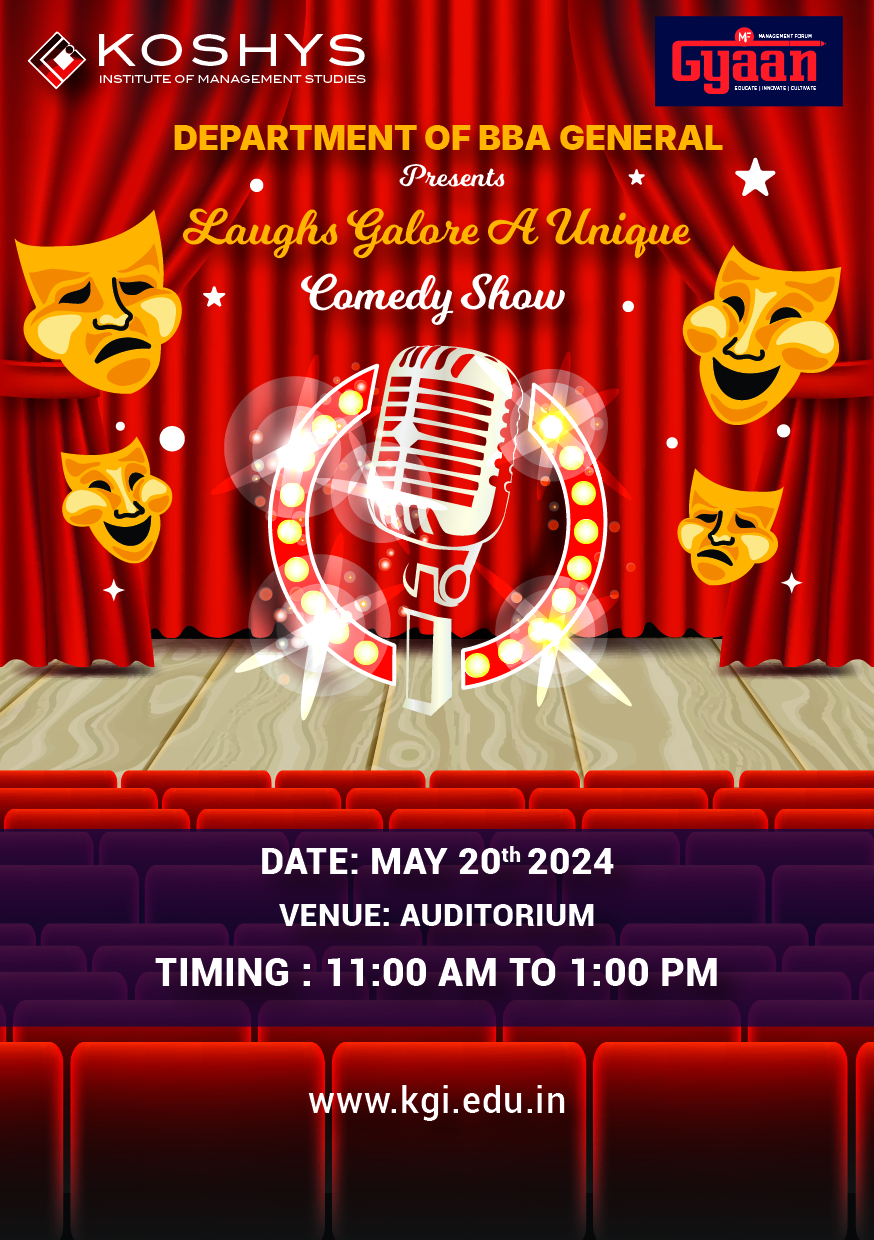 KOSHYS
INSTITUTE OF MANAGEMENT STUDIES
MF
MANAGEMENT FORUM
Gyaan
EDUCATE | INNOVATE | CULTIVATE
DEPARTMENT OF BBA GENERAL
Presents
Laughs Galore A Unique
Comedy Show
DATE: MAY 20th 2024
VENUE: AUDITORIUM
TIMING : 11:00 AM TO 1:00 PM
www.kgi.edu.in